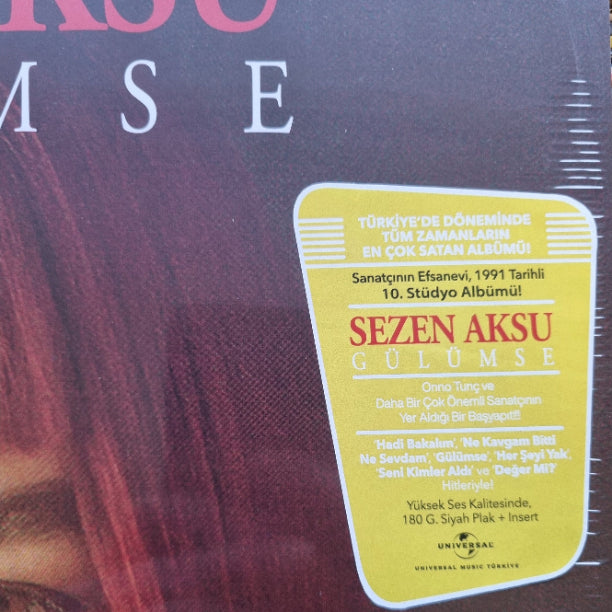 KSU
MSE
TÜRKİYE'DE DÖNEMİNDE
TÜM ZAMANLARIN
EN ÇOK SATAN ALBÜMÜ!
Sanatçının Efsanevi, 1991 Tarihli
10. Stüdyo Albümü!
SEZEN AKSU
GÜLÜMSE
Onno Tunç ve
Daha Bir Çok Önemli Sanatçının
Yer Aldığı Bir Başyapıt!!!
'Hadi Bakalım', 'Ne Kavgam Bitti
Ne Sevdam', 'Gülümse', 'Her Şeyi Yak',
'Seni Kimler Aldı' ve 'Değer Mi?'
Hitleriyle!
Yüksek Ses Kalitesinde,
180 G. Siyah Plak + Insert
UNIVERSAL
UNIVERSAL MUSIC TÜRKİYE